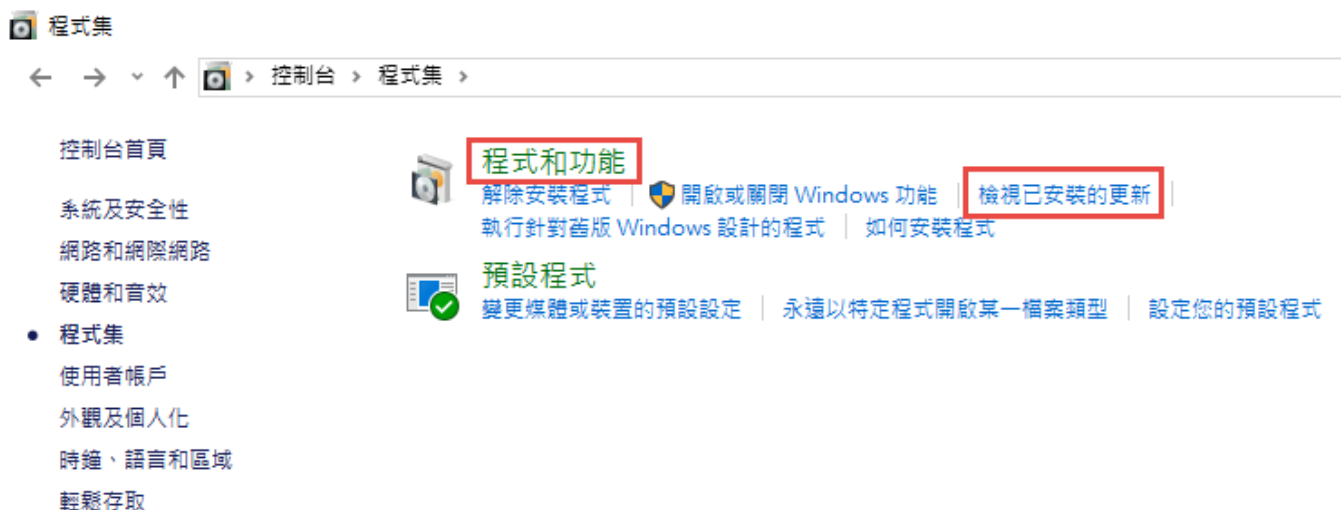 程式集
控制台 > 程式集 >
控制台首頁
系統及安全性
網路和網際網路
硬體和音效
程式集
使用者帳戶
外觀及個人化
時鐘、語言和區域
輕鬆存取
程式和功能
解除安裝程式 | 開啟或關閉 Windows 功能 | 檢視已安裝的更新
執行針對舊版 Windows 設計的程式 | 如何安裝程式
預設程式
變更媒體或裝置的預設設定 | 永遠以特定程式開啟某一檔案類型 | 設定您的預設程式